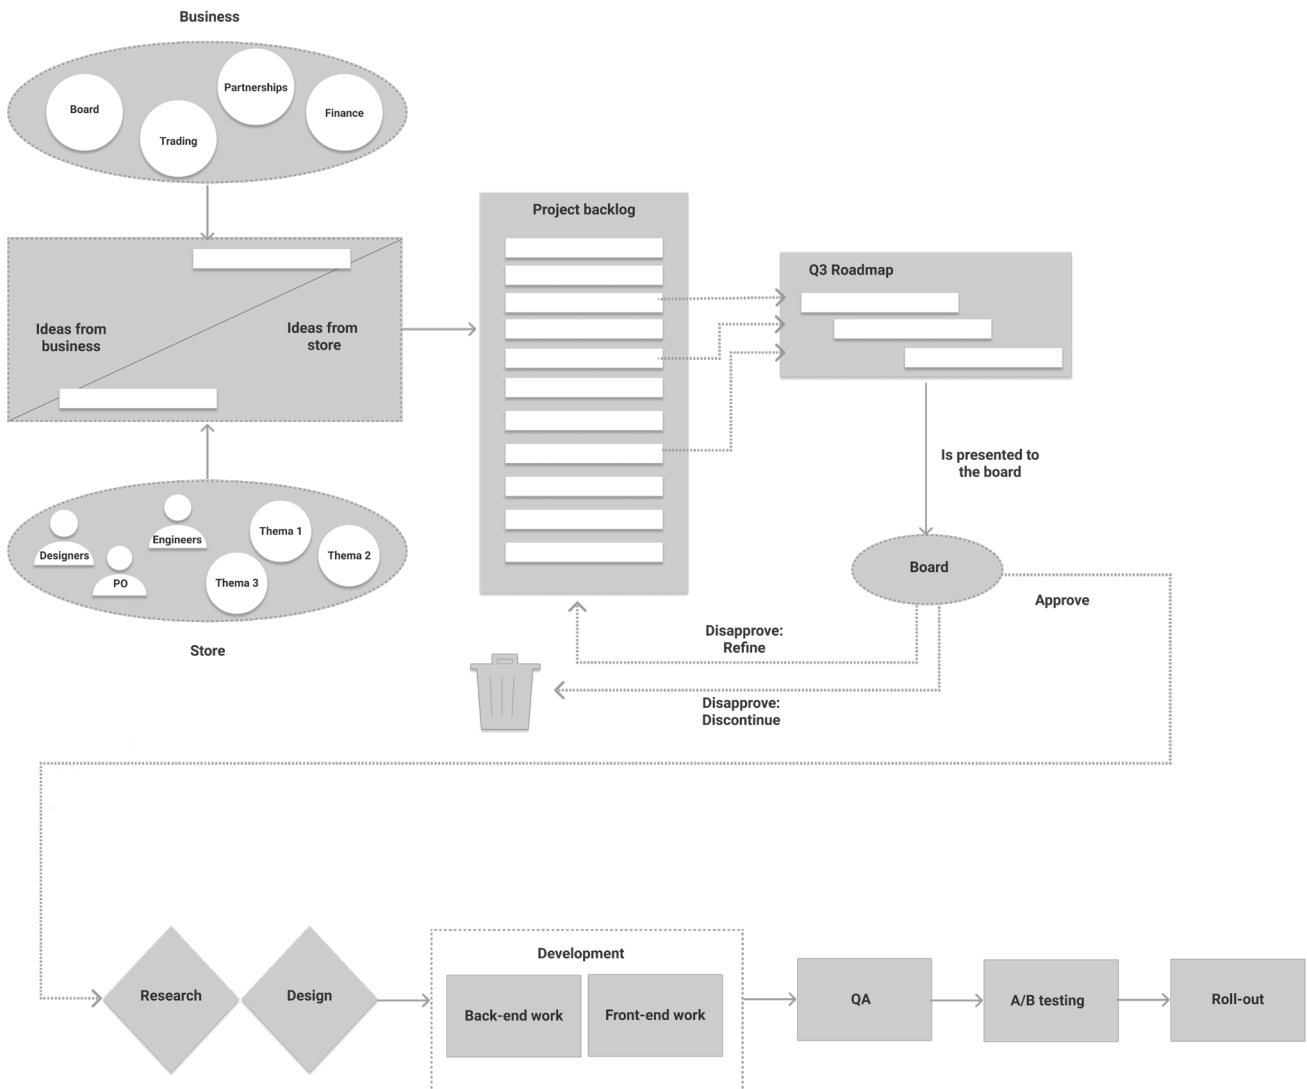 Business
Board
Trading
Partnerships
Finance
Ideas from
business
Ideas from
store
Designers
PO
Engineers
Thema 1
Thema 2
Thema 3
Store
Project backlog
Q3 Roadmap
Is presented to
the board
Board
Approve
Disapprove:
Refine
Disapprove:
Discontinue
Research
Design
Development
Back-end work
Front-end work
QA
A/B testing
Roll-out